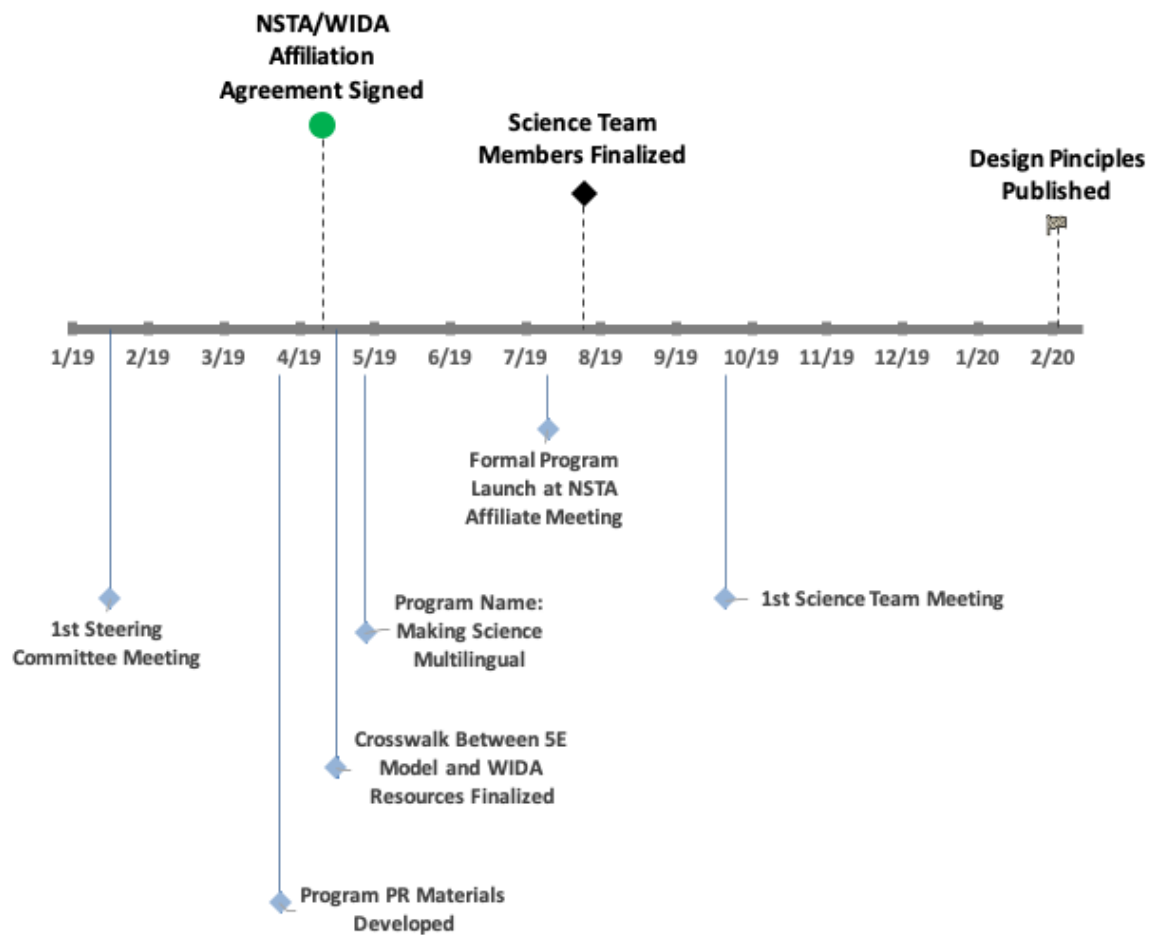 NSTA/WIDA
Affiliation
Agreement Signed
Science Team
Members Finalized
Design Pinciples
Published
1/19
2/19
3/19
4/19
5/19
6/19
7/19
8/19
9/19
10/19
11/19
12/19
1/20
2/20
Formal Program
Launch at NSTA
Affiliate Meeting
1st Steering
Committee Meeting
Program Name:
Making Science
Multilingual
1st Science Team Meeting
Crosswalk Between 5E
Model and WIDA
Resources Finalized
Program PR Materials
Developed